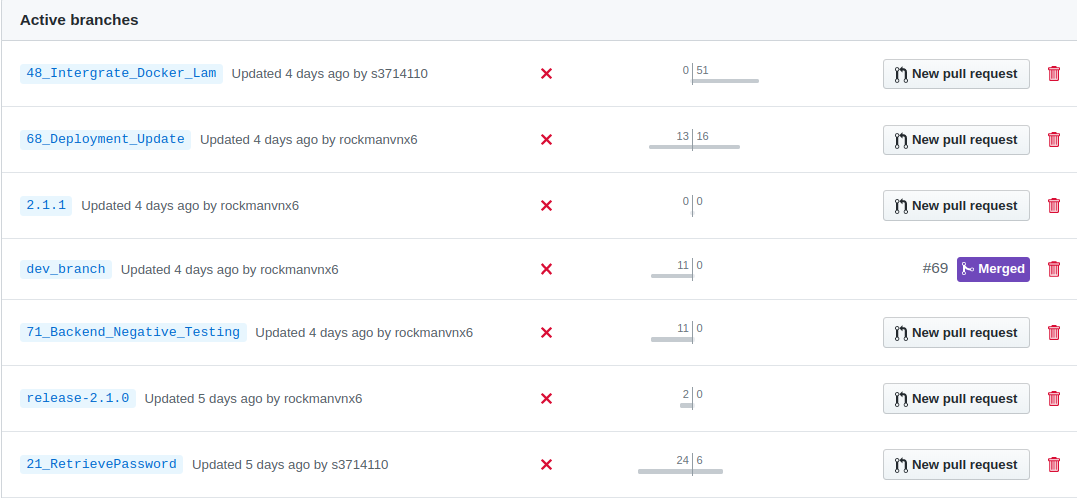 Active branches
48_Intergrate_Docker_Lam Updated 4 days ago by s3714110 0 51 New pull request
68_Deployment_Update Updated 4 days ago by rockmanvnx6 13 16 New pull request
2.1.1 Updated 4 days ago by rockmanvnx6 0 0 New pull request
dev_branch Updated 4 days ago by rockmanvnx6 11 0 #69 Merged
71_Backend_Negative_Testing Updated 4 days ago by rockmanvnx6 11 0 New pull request
release-2.1.0 Updated 5 days ago by rockmanvnx6 2 0 New pull request
21_RetrievePassword Updated 5 days ago by s3714110 24 6 New pull request